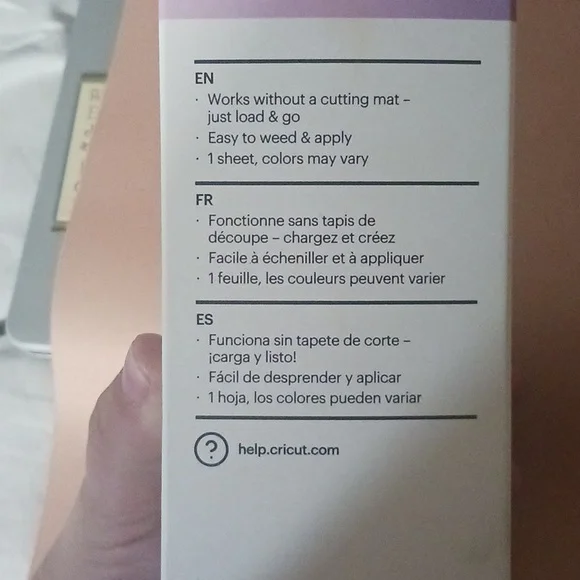 EN
· Works without a cutting mat –
just load & go
· Easy to weed & apply
· 1 sheet, colors may vary
FR
· Fonctionne sans tapis de
découpe – chargez et créez
· Facile à écheniller et à appliquer
· 1 feuille, les couleurs peuvent varier
ES
· Funciona sin tapete de corte –
¡carga y listo!
· Fácil de desprender y aplicar
· 1 hoja, los colores pueden variar
? help.cricut.com